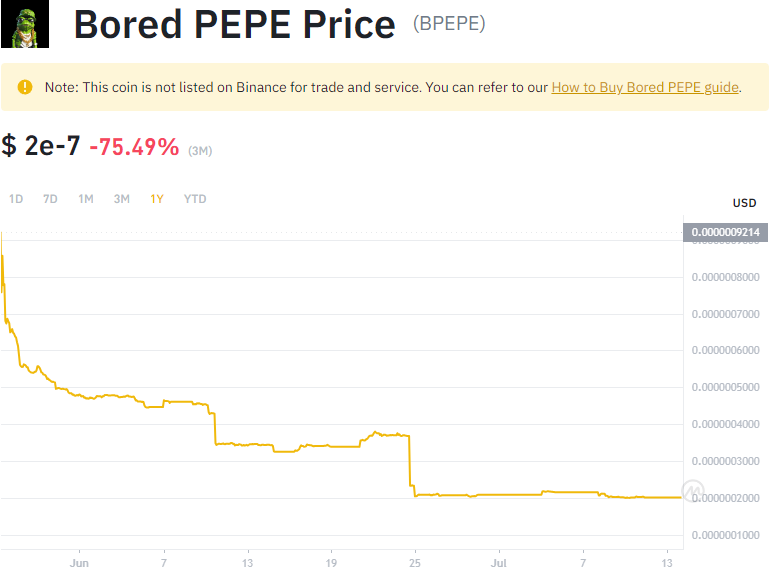 Bored PEPE Price (BPEPE)
Note: This coin is not listed on Binance for trade and service. You can refer to our How to Buy Bored PEPE guide.
$ 2e-7 -75.49% (3M)
1D 7D 1M 3M 1Y YTD
USD
0.0000009214
0.0000008000
0.0000007000
0.0000006000
0.0000005000
0.0000004000
0.0000003000
0.0000002000
0.0000001000
Jun 7 13 19 25 Jul 7 13